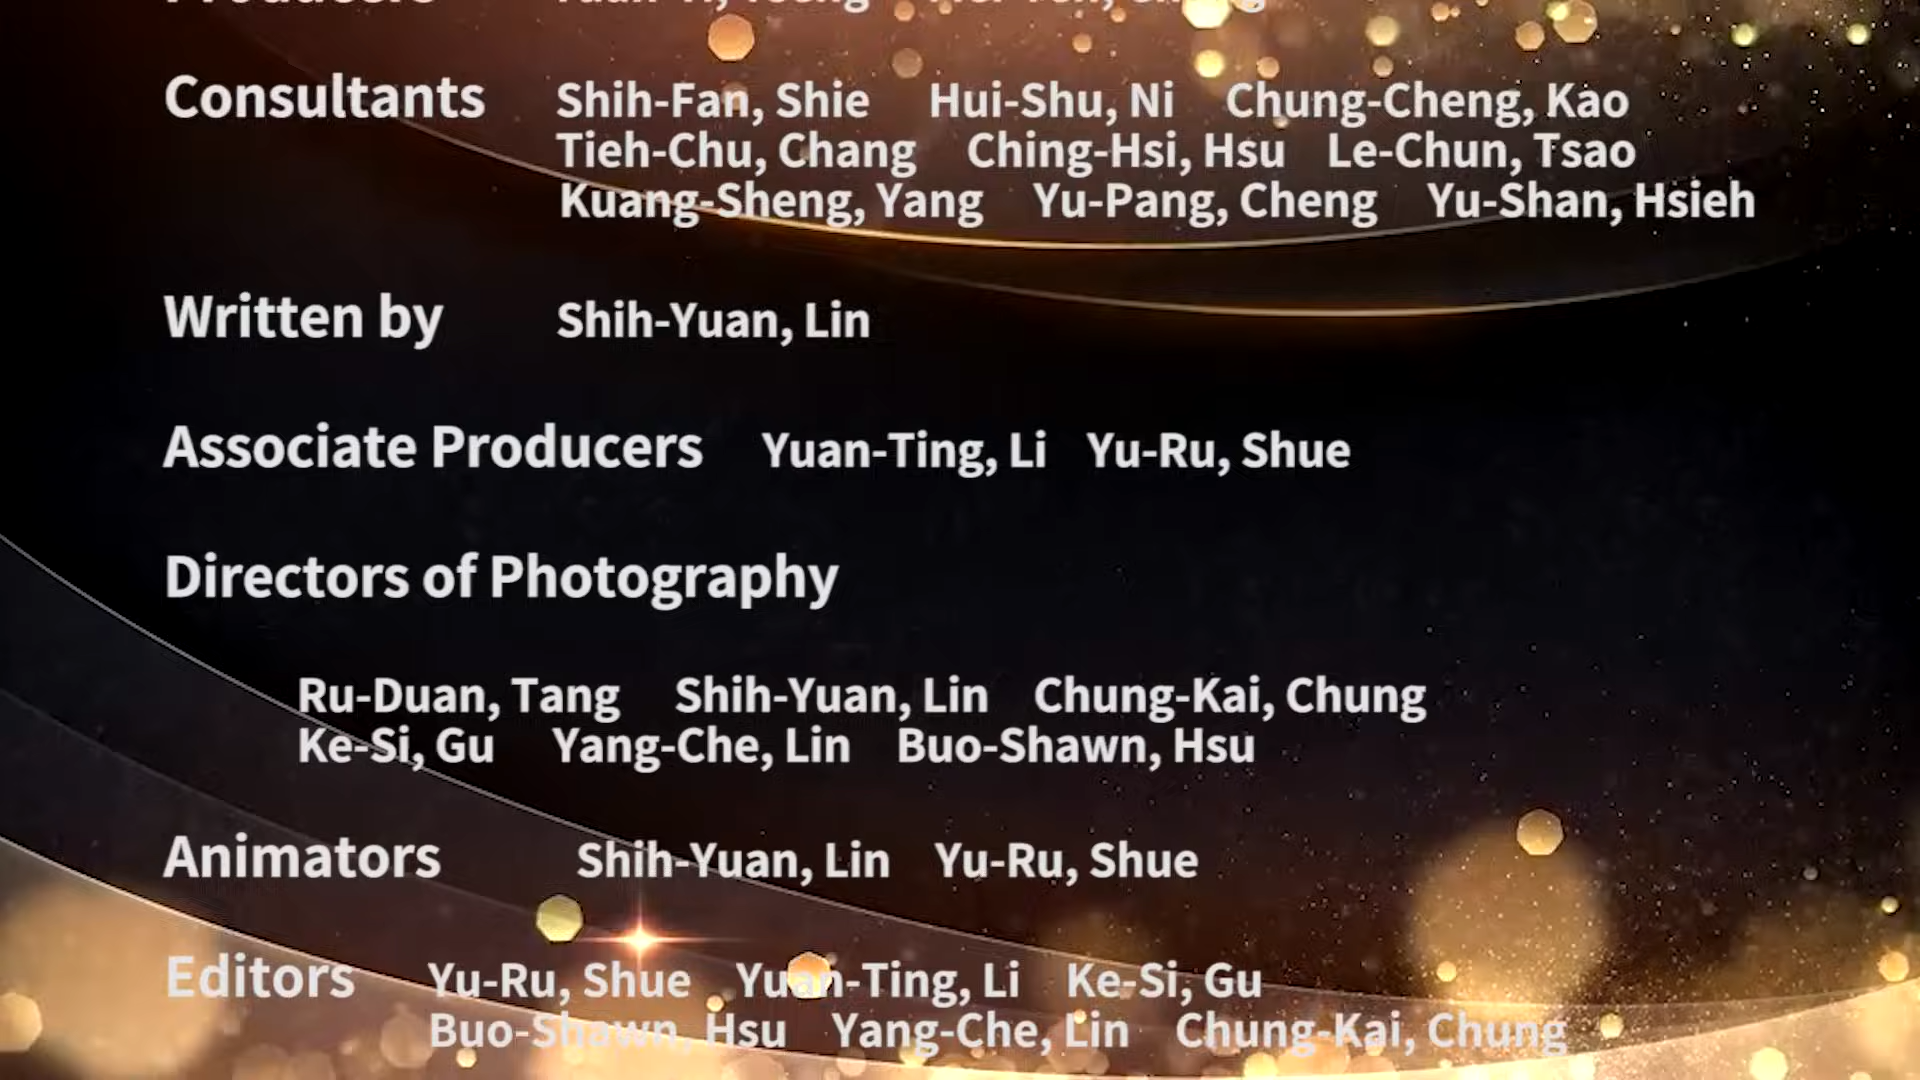 Producers
Consultants Shih-Fan, Shie Hui-Shu, Ni Chung-Cheng, Kao
Tieh-Chu, Chang Ching-Hsi, Hsu Le-Chun, Tsao
Kuang-Sheng, Yang Yu-Pang, Cheng Yu-Shan, Hsieh
Written by Shih-Yuan, Lin
Associate Producers Yuan-Ting, Li Yu-Ru, Shue
Directors of Photography
Ru-Duan, Tang Shih-Yuan, Lin Chung-Kai, Chung
Ke-Si, Gu Yang-Che, Lin Buo-Shawn, Hsu
Animators Shih-Yuan, Lin Yu-Ru, Shue
Editors Yu-Ru, Shue Yuan-Ting, Li Ke-Si, Gu
Buo-Shawn, Hsu Yang-Che, Lin Chung-Kai, Chung